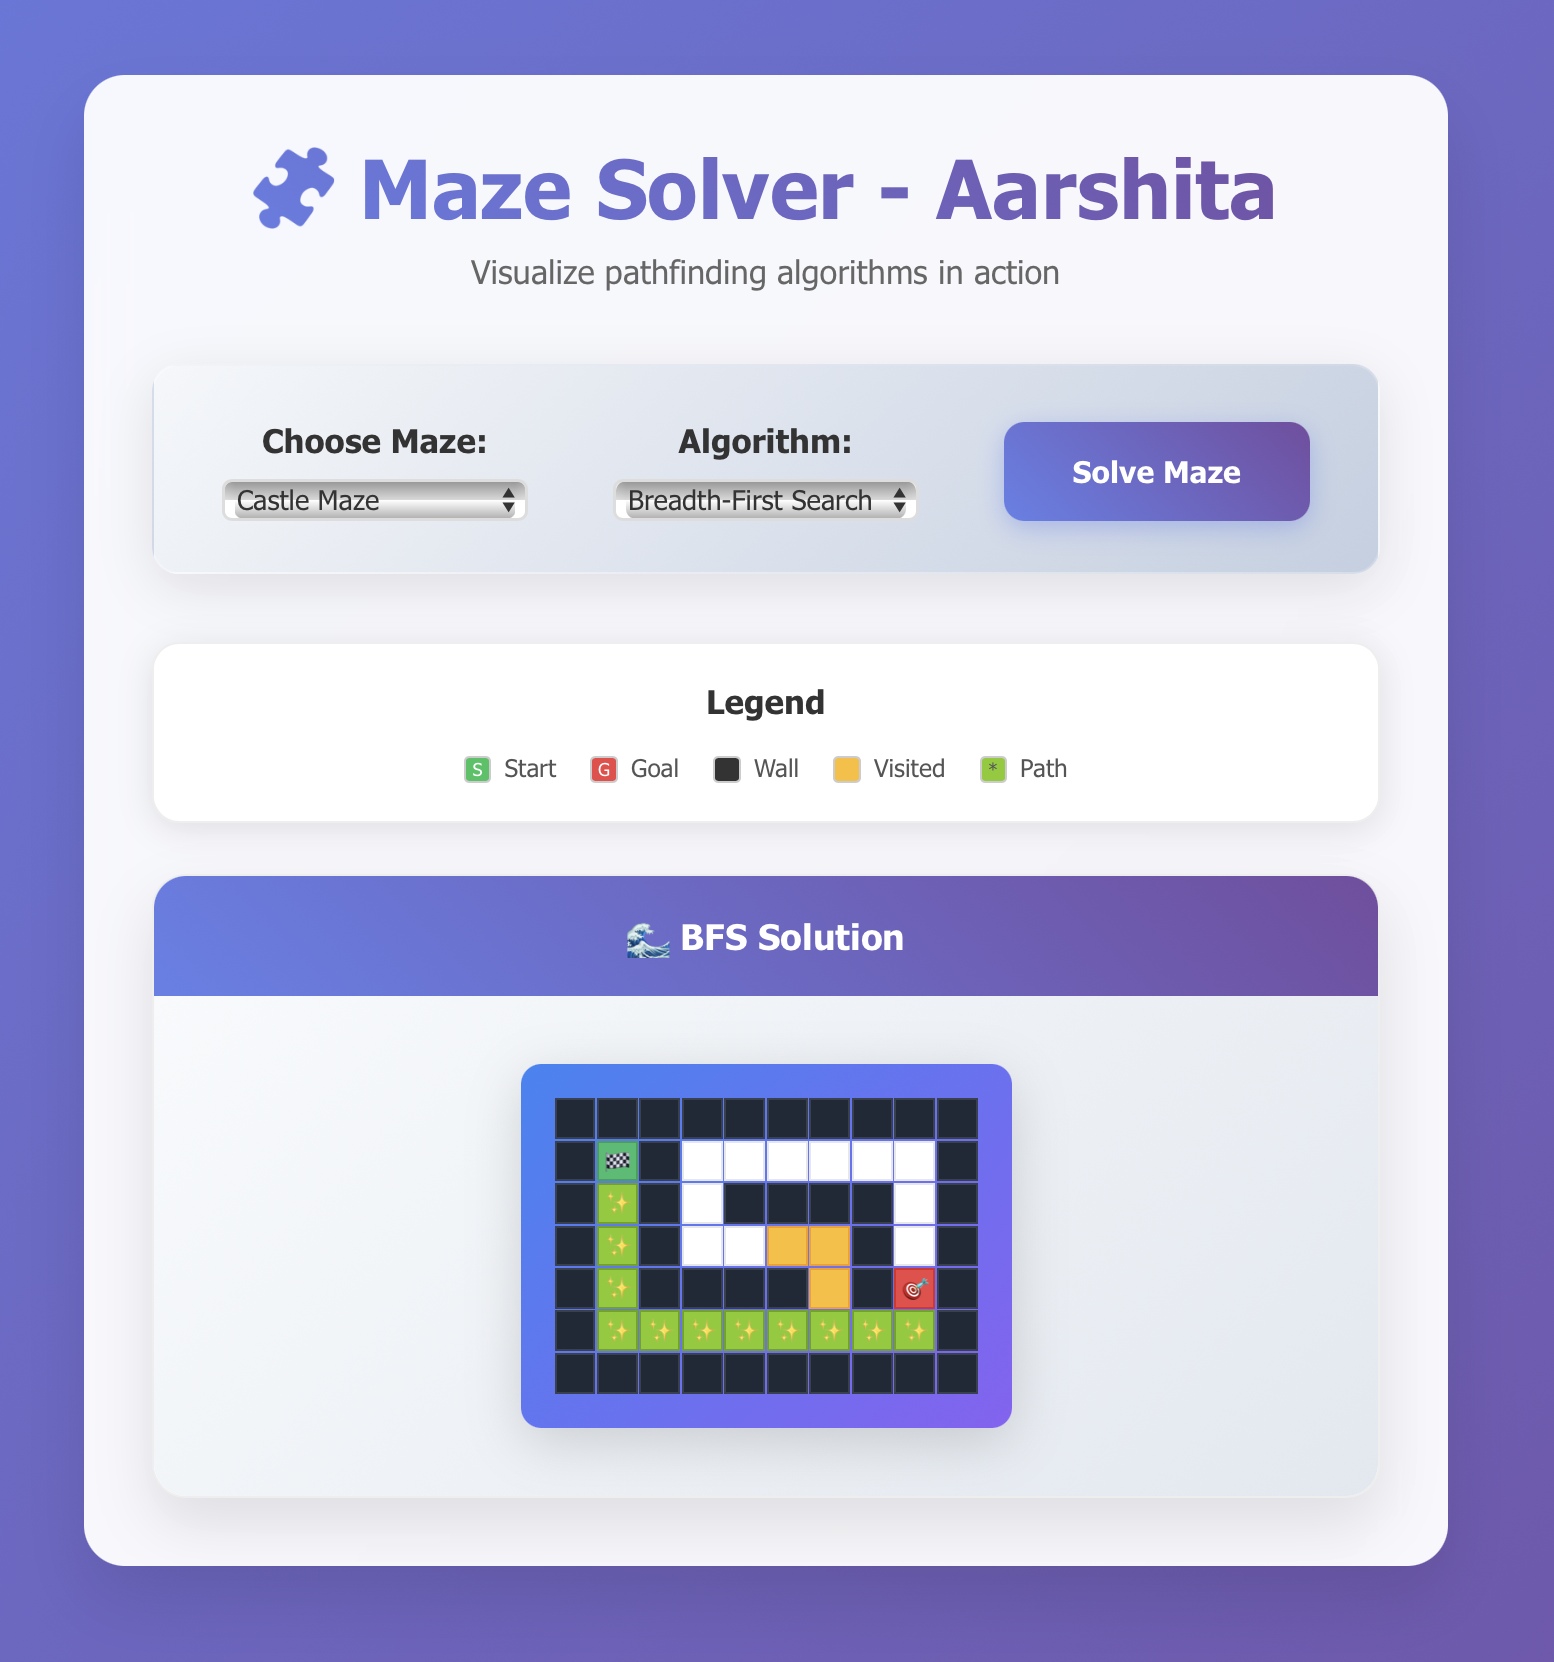 🧩 Maze Solver - Aarshita
Visualize pathfinding algorithms in action
Choose Maze:
Castle Maze
Algorithm:
Breadth-First Search
Solve Maze
Legend
S Start G Goal Wall Visited * Path
🌊 BFS Solution